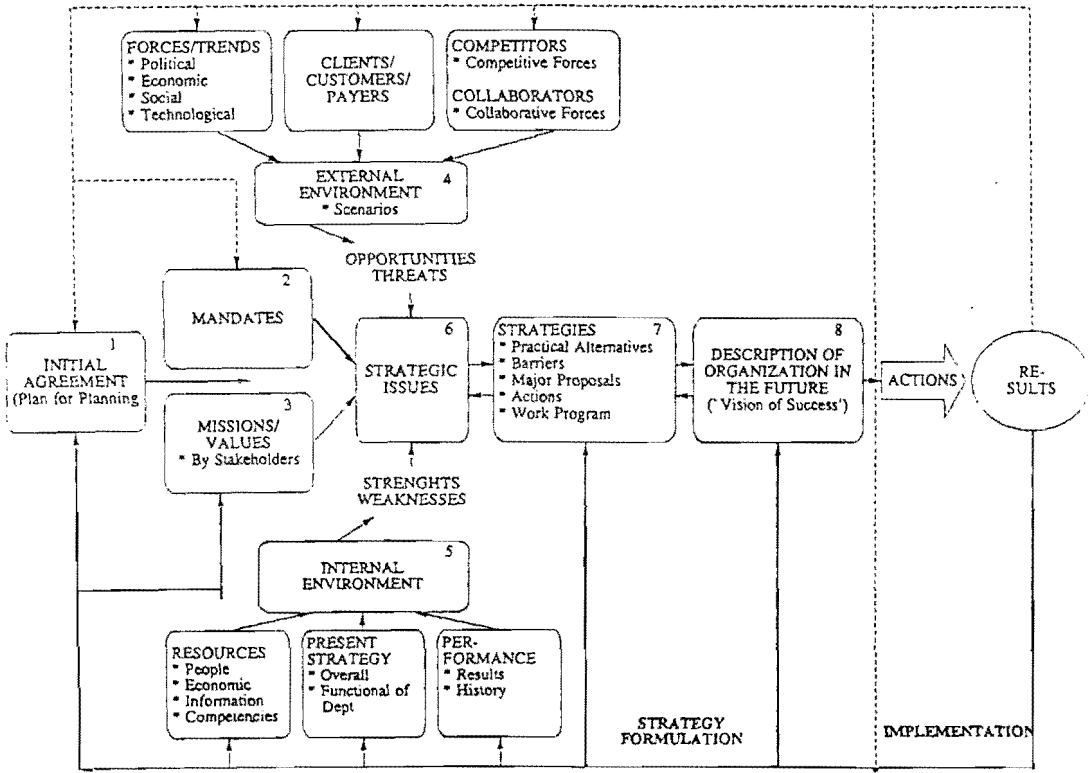 FORCES/TRENDS
* Political
* Economic
* Social
* Technological
CLIENTS/
CUSTOMERS/
PAYERS
COMPETITORS
* Competitive Forces
COLLABORATORS
* Collaborative Forces
EXTERNAL 4
ENVIRONMENT
* Scenarios
OPPORTUNITIES
THREATS
2
MANDATES
1
INITIAL
AGREEMENT
(Plan for Planning
3
MISSIONS/
VALUES
* By Stakeholders
6
STRATEGIC
ISSUES
STRATEGIES 7
* Practical Alternatives
* Barriers
* Major Proposals
* Actions
* Work Program
8
DESCRIPTION OF
ORGANIZATION IN
THE FUTURE
(' Vision of Success')
ACTIONS
RE-
SULTS
STRENGHTS
WEAKNESSES
5
INTERNAL
ENVIRONMENT
RESOURCES
* People
* Economic
* Information
* Competencies
PRESENT
STRATEGY
* Overall
* Functional of
Dept
PER-
FORMANCE
* Results
* History
STRATEGY
FORMULATION
IMPLEMENTATION